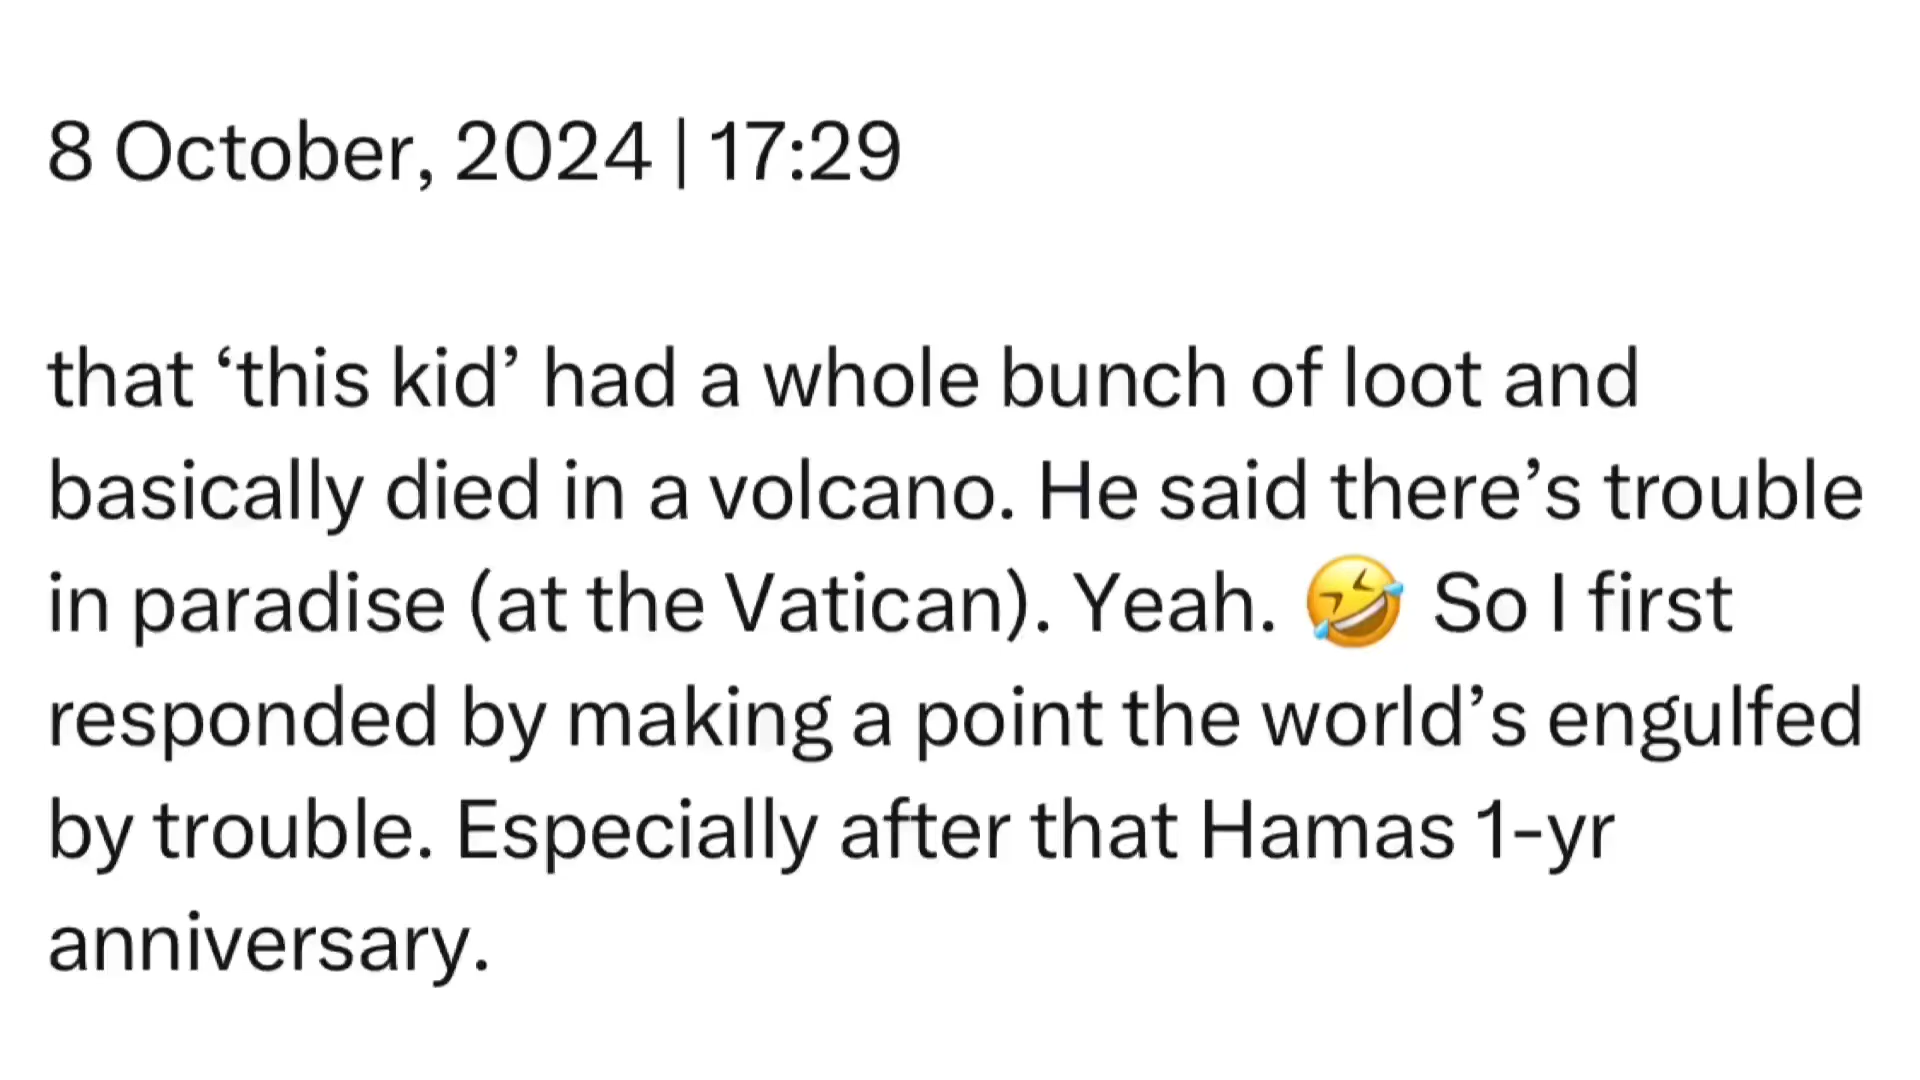 8 October, 2024 | 17:29
that ‘this kid’ had a whole bunch of loot and
basically died in a volcano. He said there’s trouble
in paradise (at the Vatican). Yeah. 🤣 So I first
responded by making a point the world’s engulfed
by trouble. Especially after that Hamas 1-yr
anniversary.